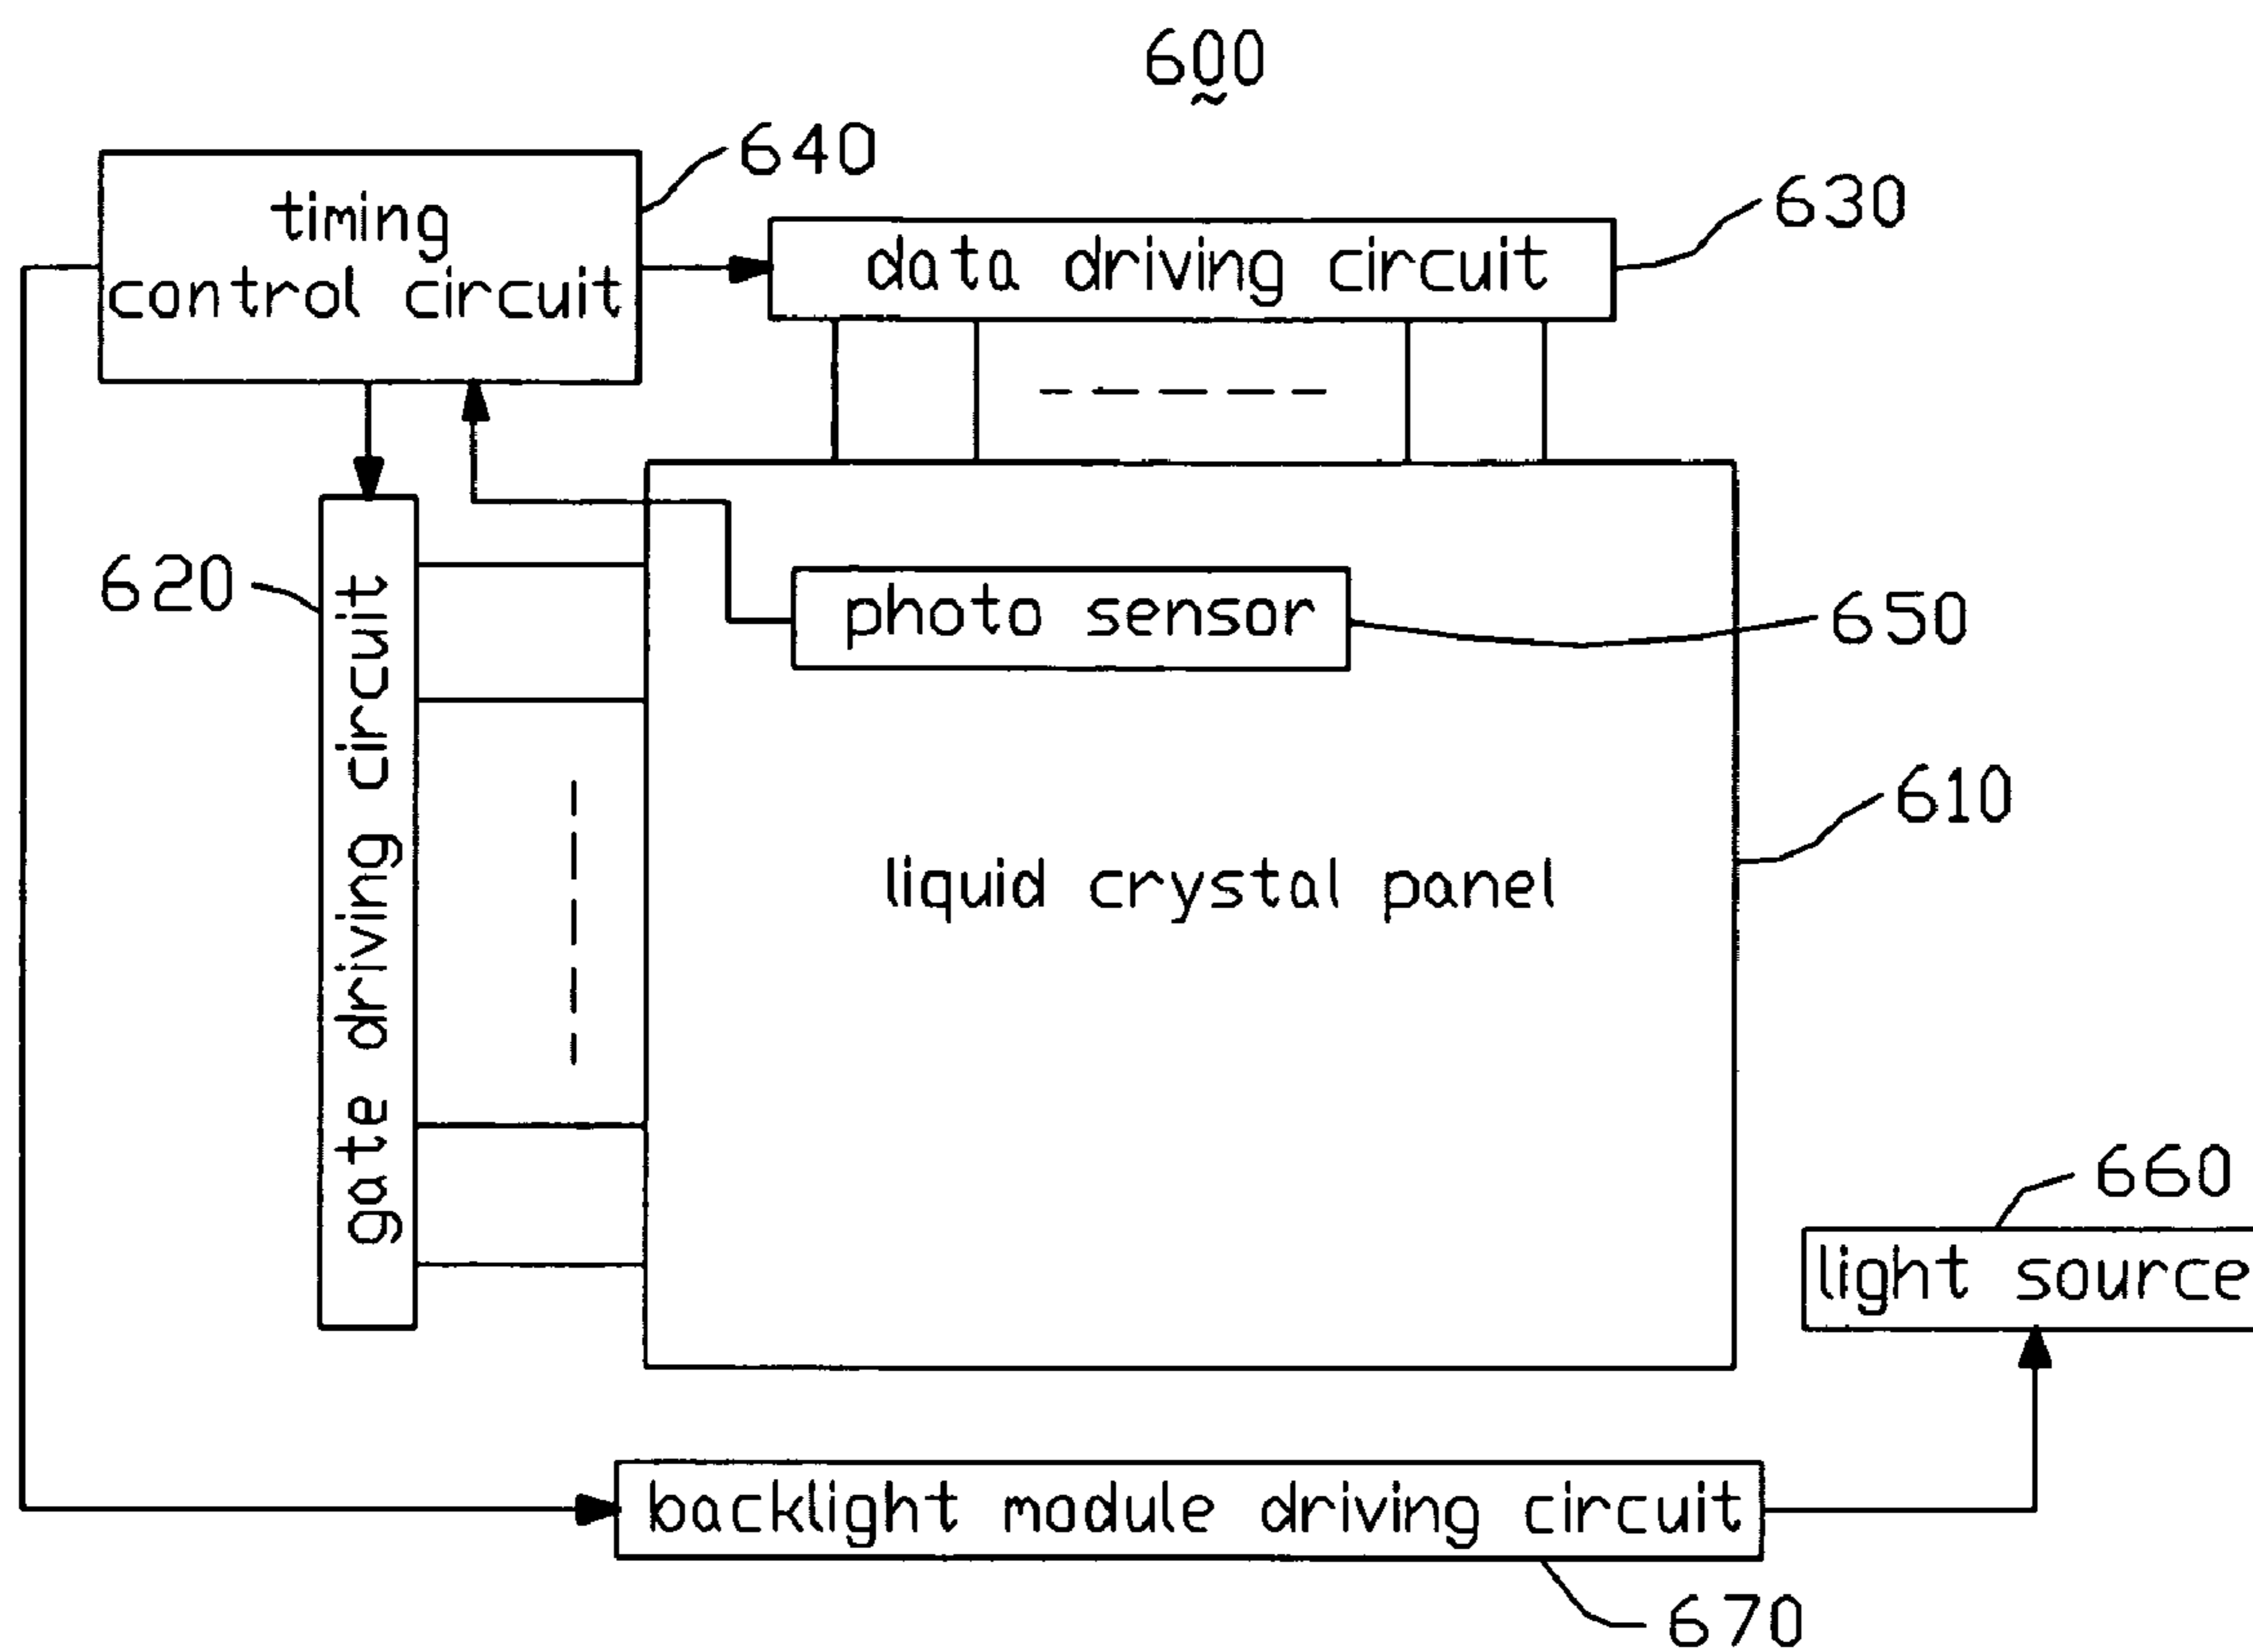 600
640
timing
control circuit
630
data driving circuit
620
gate driving circuit
photo sensor
650
610
liquid crystal panel
660
light source
backlight module driving circuit
670